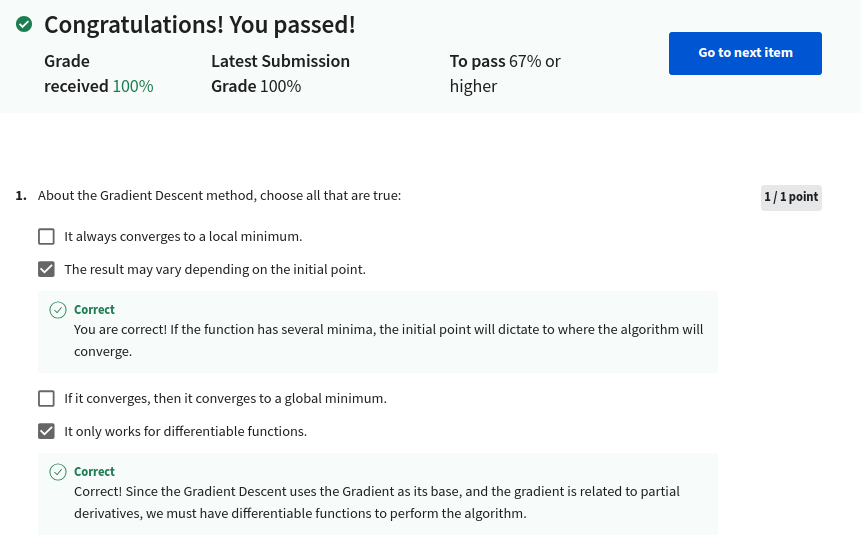 Congratulations! You passed!
Grade
received 100%
Latest Submission
Grade 100%
To pass 67% or
higher
Go to next item
1. About the Gradient Descent method, choose all that are true:
1 / 1 point
It always converges to a local minimum.
The result may vary depending on the initial point.
Correct
You are correct! If the function has several minima, the initial point will dictate to where the algorithm will
converge.
If it converges, then it converges to a global minimum.
It only works for differentiable functions.
Correct
Correct! Since the Gradient Descent uses the Gradient as its base, and the gradient is related to partial
derivatives, we must have differentiable functions to perform the algorithm.